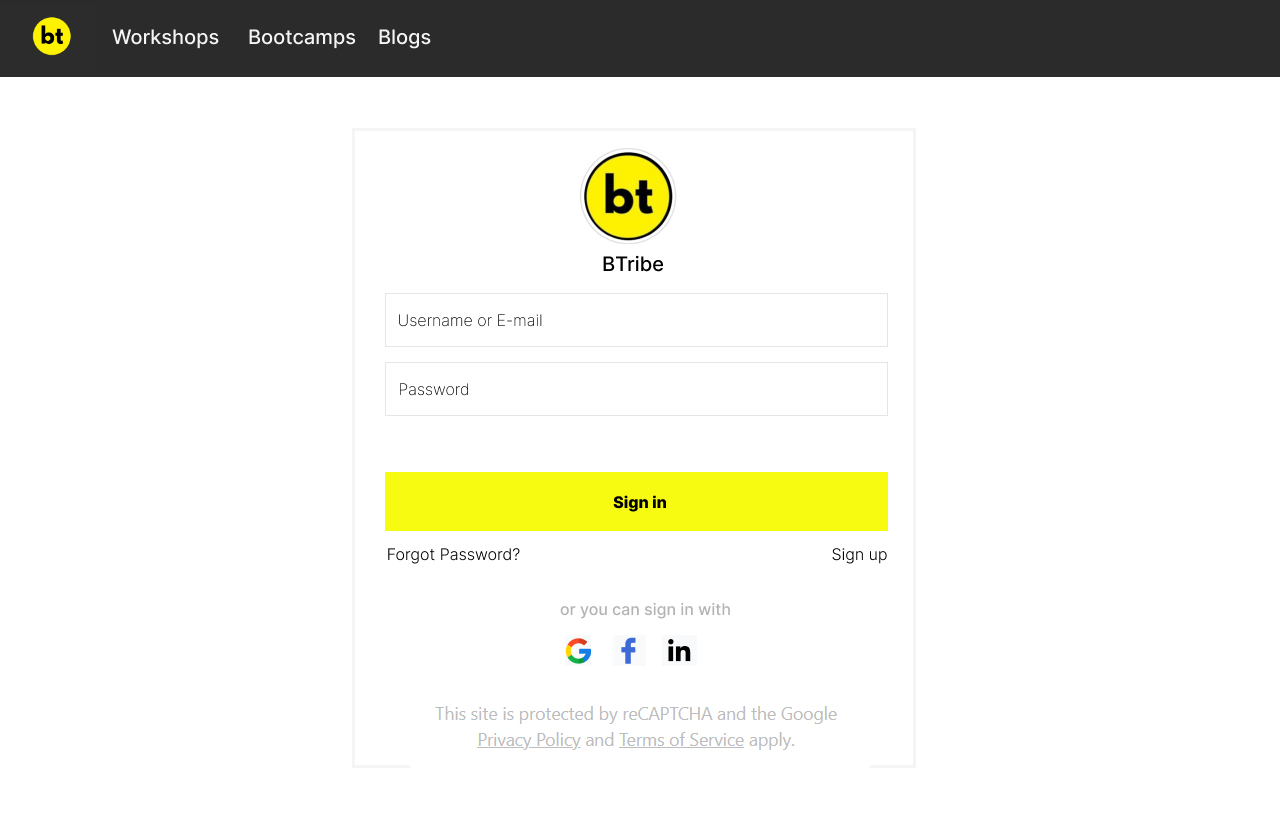 bt Workshops Bootcamps Blogs
bt
BTribe
Username or E-mail
Password
Sign in
Forgot Password? Sign up
or you can sign in with
G f in
This site is protected by reCAPTCHA and the Google
Privacy Policy and Terms of Service apply.